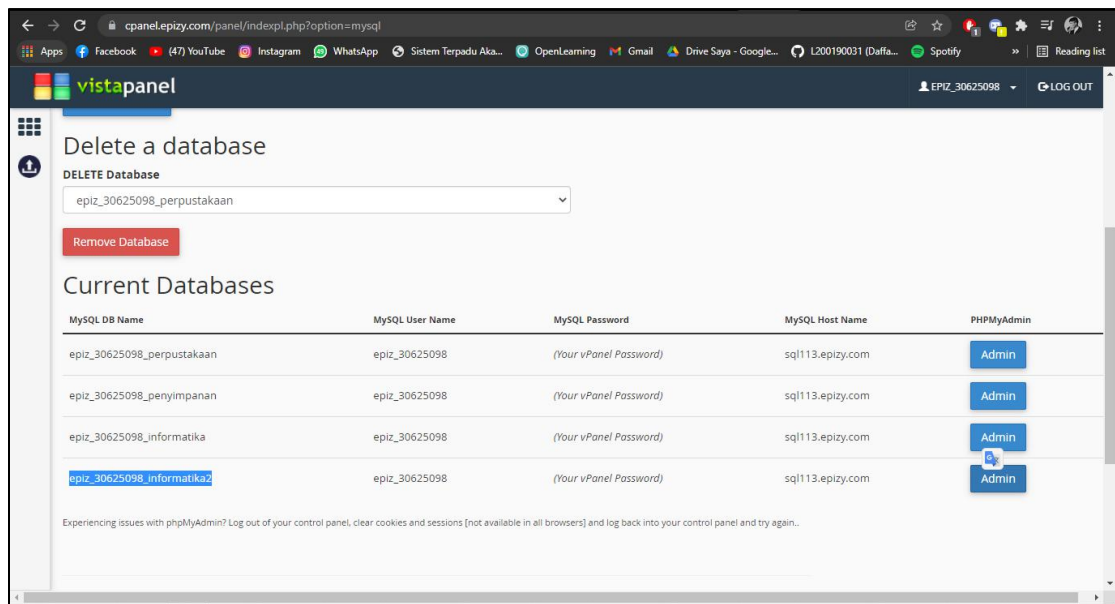 cpanel.epizy.com/panel/indexpl.php?option=mysql
Apps Facebook (47) YouTube Instagram WhatsApp Sistem Terpadu Aka... OpenLearning Gmail Drive Saya - Google... L200190031 (Daffa... Spotify » Reading list
vistapanel EPIZ_30625098 LOG OUT
Delete a database
DELETE Database
epiz_30625098_perpustakaan
Remove Database
Current Databases
MySQL DB Name MySQL User Name MySQL Password MySQL Host Name PHPMyAdmin
epiz_30625098_perpustakaan epiz_30625098 (Your vPanel Password) sql113.epizy.com Admin
epiz_30625098_penyimpanan epiz_30625098 (Your vPanel Password) sql113.epizy.com Admin
epiz_30625098_informatika epiz_30625098 (Your vPanel Password) sql113.epizy.com Admin
epiz_30625098_informatika2 epiz_30625098 (Your vPanel Password) sql113.epizy.com Admin
Experiencing issues with phpMyAdmin? Log out of your control panel, clear cookies and sessions [not available in all browsers] and log back into your control panel and try again..